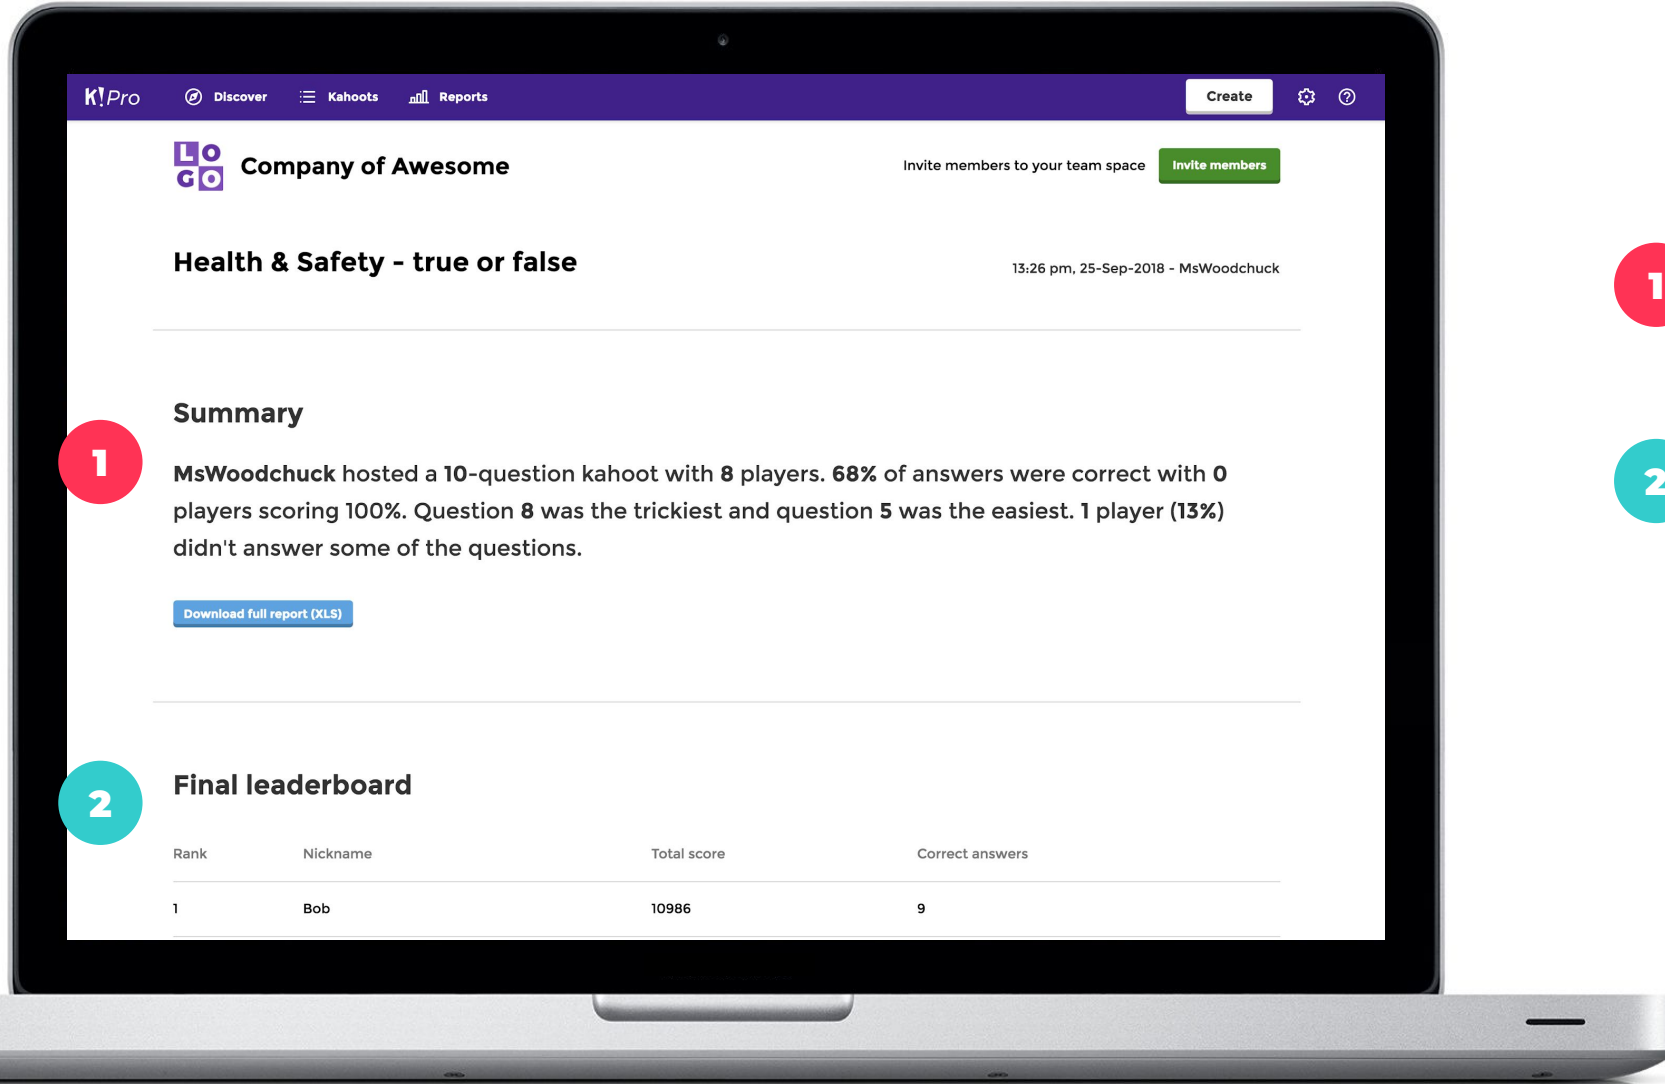 K!Pro Discover Kahoots Reports Create
LO
GO
Company of Awesome
Invite members to your team space Invite members
Health & Safety - true or false
13:26 pm, 25-Sep-2018 - MsWoodchuck
Summary
1
MsWoodchuck hosted a 10-question kahoot with 8 players. 68% of answers were correct with 0
players scoring 100%. Question 8 was the trickiest and question 5 was the easiest. 1 player (13%)
didn't answer some of the questions.
Download full report (XLS)
2
Final leaderboard
Rank Nickname Total score Correct answers
1 Bob 10986 9
1
2